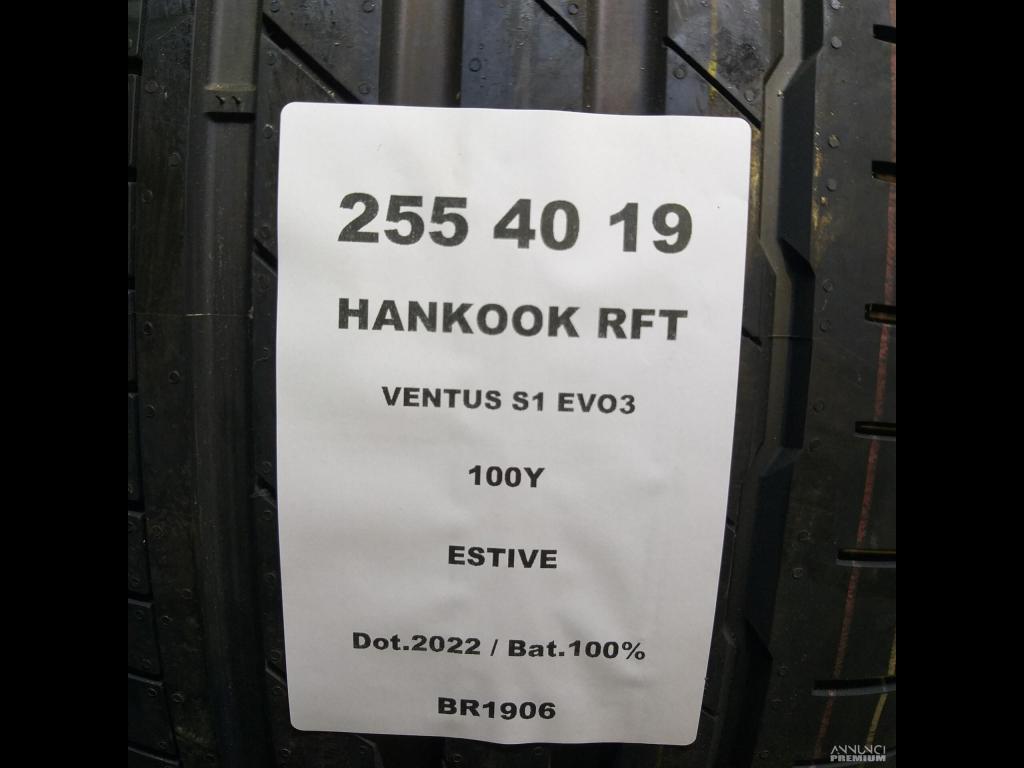 255 40 19
HANKOOK RFT
VENTUS S1 EVO3
100Y
ESTIVE
Dot.2022 / Bat.100%
BR1906
ANNUNCI
PREMIUM